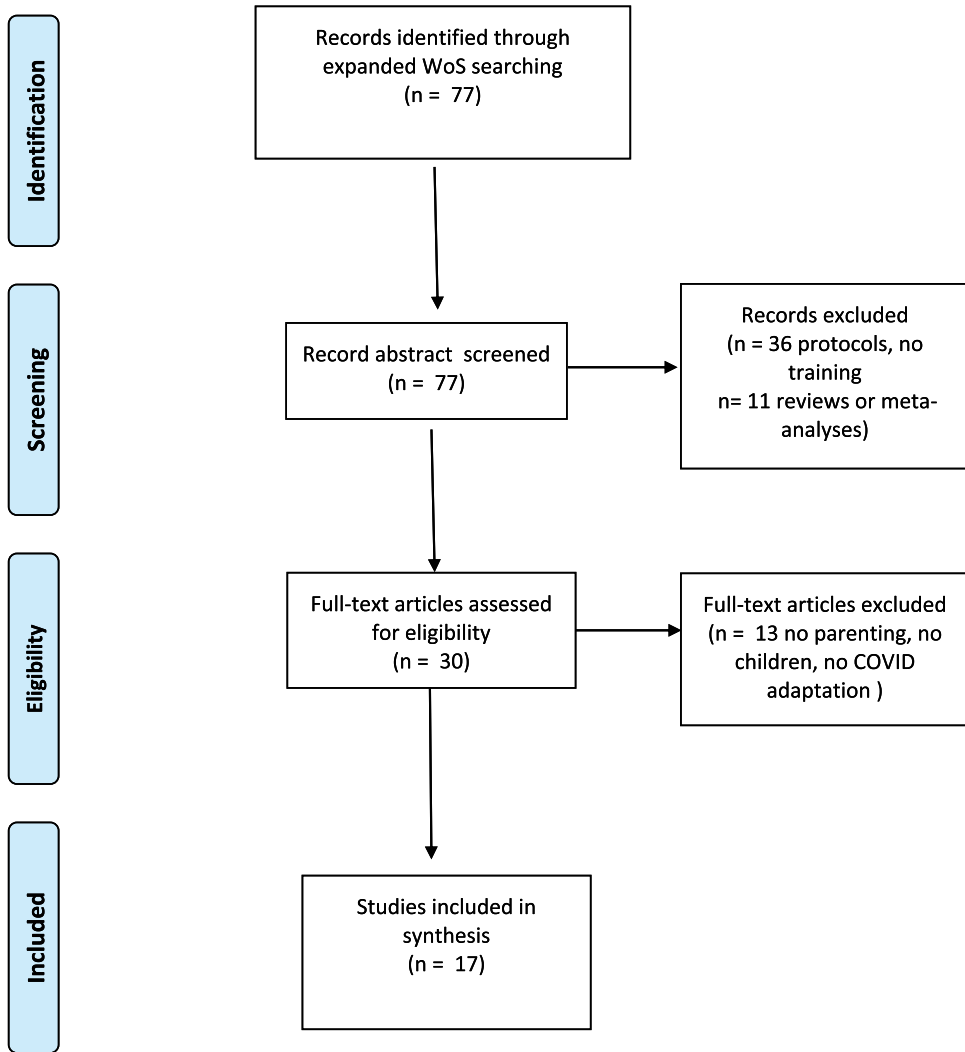 Identification
Records identified through
expanded WoS searching
(n = 77)
Screening
Record abstract screened
(n = 77)
Records excluded
(n = 36 protocols, no
training
n= 11 reviews or meta-
analyses)
Eligibility
Full-text articles assessed
for eligibility
(n = 30)
Full-text articles excluded
(n = 13 no parenting, no
children, no COVID
adaptation )
Included
Studies included in
synthesis
(n = 17)